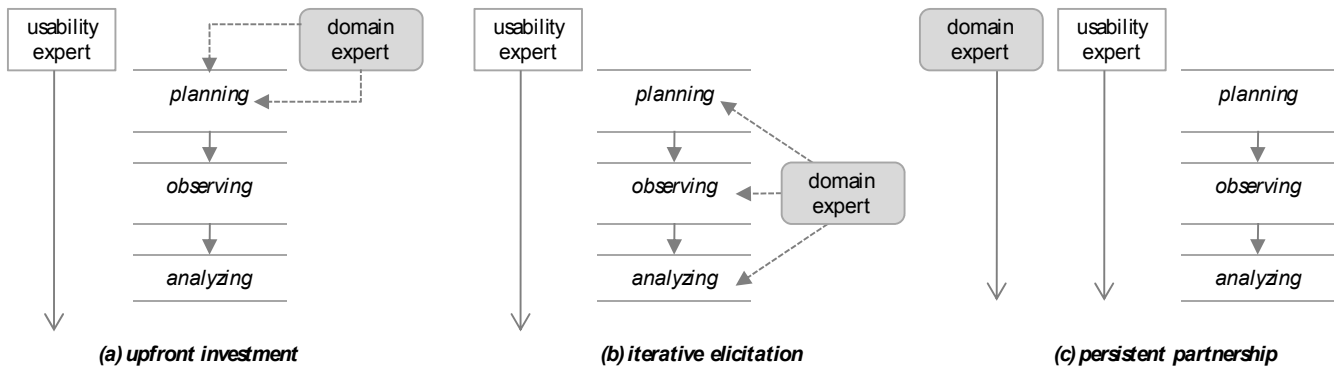 usability
expert
domain
expert
planning
observing
analyzing
(a) upfront investment
usability
expert
planning
observing
domain
expert
analyzing
(b) iterative elicitation
domain
expert
usability
expert
planning
observing
analyzing
(c) persistent partnership